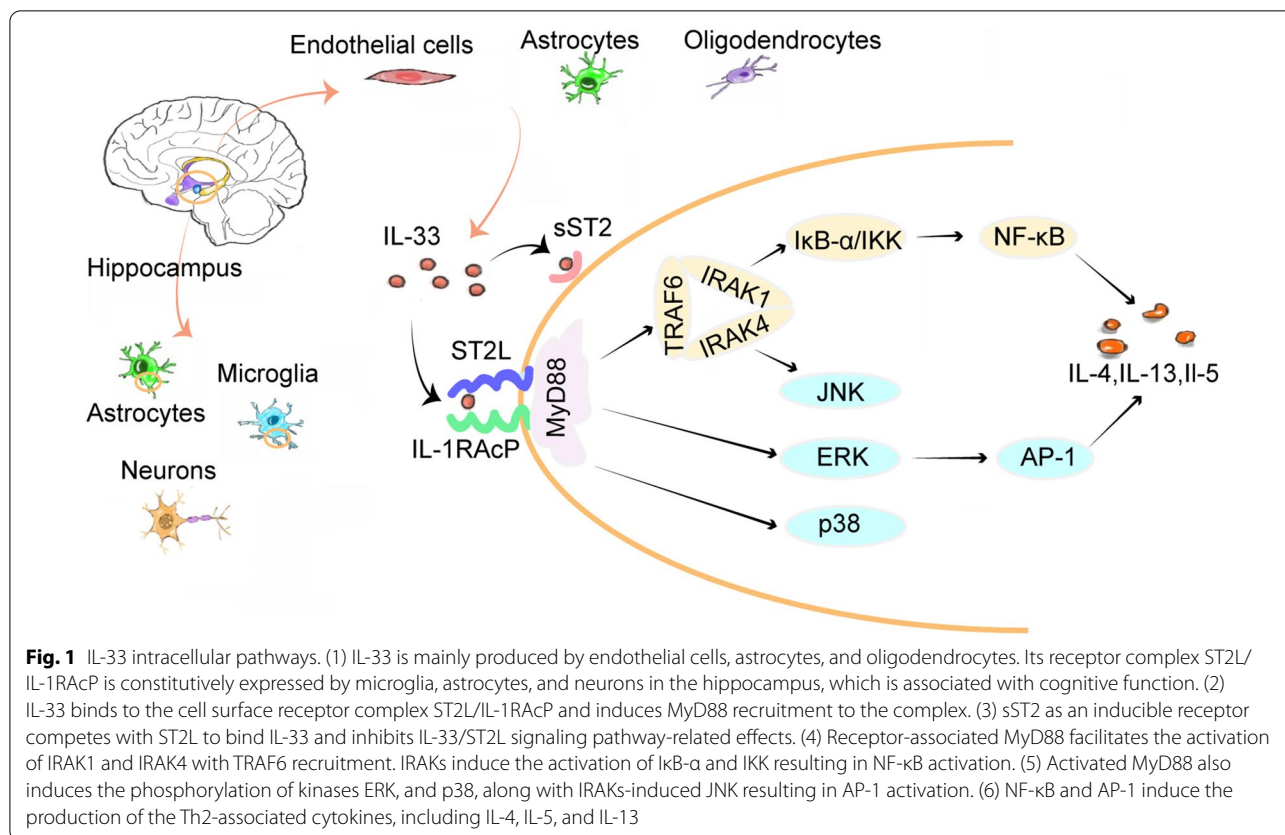 Endothelial cells
Astrocytes
Oligodendrocytes
Hippocampus
Astrocytes
Microglia
Neurons
IL-33
sST2
ST2L
IL-1RAcP
MyD88
TRAF6
IRAK1
IRAK4
IκB-α/IKK
NF-κB
JNK
ERK
AP-1
p38
IL-4,IL-13,Il-5
Fig. 1 IL-33 intracellular pathways. (1) IL-33 is mainly produced by endothelial cells, astrocytes, and oligodendrocytes. Its receptor complex ST2L/
IL-1RAcP is constitutively expressed by microglia, astrocytes, and neurons in the hippocampus, which is associated with cognitive function. (2)
IL-33 binds to the cell surface receptor complex ST2L/IL-1RAcP and induces MyD88 recruitment to the complex. (3) sST2 as an inducible receptor
competes with ST2L to bind IL-33 and inhibits IL-33/ST2L signaling pathway-related effects. (4) Receptor-associated MyD88 facilitates the activation
of IRAK1 and IRAK4 with TRAF6 recruitment. IRAKs induce the activation of IκB-α and IKK resulting in NF-κB activation. (5) Activated MyD88 also
induces the phosphorylation of kinases ERK, and p38, along with IRAKs-induced JNK resulting in AP-1 activation. (6) NF-κB and AP-1 induce the
production of the Th2-associated cytokines, including IL-4, IL-5, and IL-13